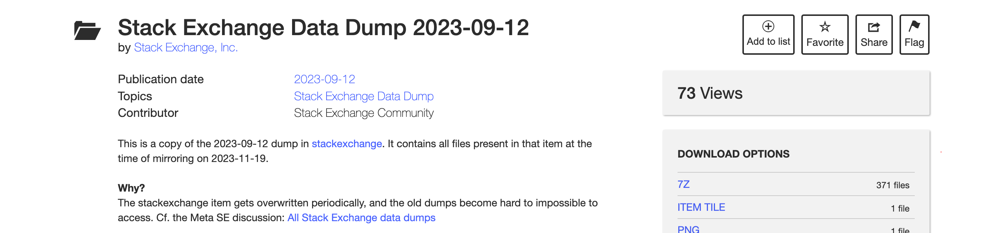 Stack Exchange Data Dump 2023-09-12
by Stack Exchange, Inc.
Add to list
Favorite
Share
Flag
Publication date 2023-09-12
Topics Stack Exchange Data Dump
Contributor Stack Exchange Community
This is a copy of the 2023-09-12 dump in stackexchange. It contains all files present in that item at the
time of mirroring on 2023-11-19.
Why?
The stackexchange item gets overwritten periodically, and the old dumps become hard to impossible to
access. Cf. the Meta SE discussion: All Stack Exchange data dumps
73 Views
DOWNLOAD OPTIONS
7Z 371 files
ITEM TILE 1 file
PNG 1 file